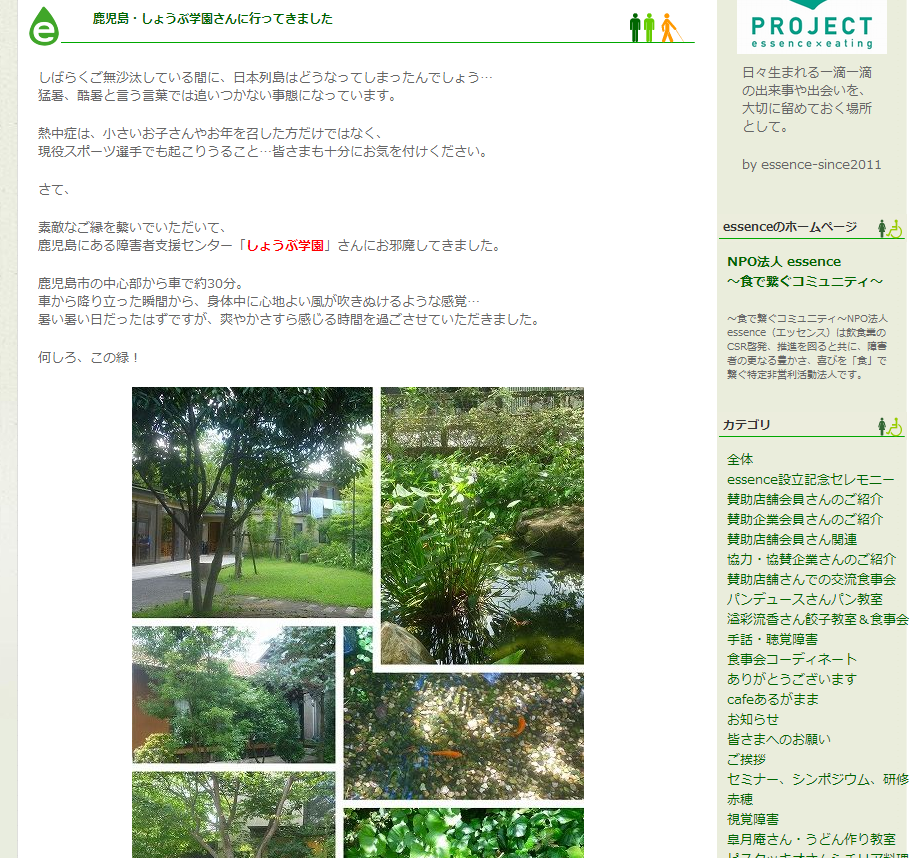 鹿児島・しょうぶ学園さんに行ってきました
しばらくご無沙汰している間に、日本列島はどうなってしまったんでしょう…
猛暑、酷暑と言う言葉では追いつかない事態になっています。
熱中症は、小さいお子さんやお年を召した方だけではなく、
現役スポーツ選手でも起こりうること…皆さまも十分にお気を付けください。
さて、
素敵なご縁を繋いでいただいて、
鹿児島にある障害者支援センター「しょうぶ学園」さんにお邪魔してきました。
鹿児島市の中心部から車で約30分。
車から降り立った瞬間から、身体中に心地よい風が吹きぬけるような感覚…
暑い暑い日だったはずですが、爽やかさすら感じる時間を過ごさせていただきました。
何しろ、この緑！
PROJECT
essence×eating
日々生まれる一滴一滴
の出来事や出会いを、
大切に留めておく場所
として。
by essence-since2011
essenceのホームページ
NPO法人 essence
～食で繋ぐコミュニティ～
～食で繋ぐコミュニティ～NPO法人
essence（エッセンス）は飲食業の
CSR啓発、推進を図ると共に、障害
者の更なる豊かさ、喜びを「食」で
繋ぐ特定非営利活動法人です。
カテゴリ
全体
essence設立記念セレモニー
賛助店舗会員さんのご紹介
賛助企業会員さんのご紹介
賛助店舗会員さん関連
協力・協賛企業さんのご紹介
賛助店舗さんでの交流食事会
パンデュースさんパン教室
溢彩流香さん餃子教室＆食事会
手話・聴覚障害
食事会コーディネート
ありがとうございます
cafeあるがまま
お知らせ
皆さまへのお願い
ご挨拶
セミナー、シンポジウム、研修
赤穂
視覚障害
皐月庵さん・うどん作り教室